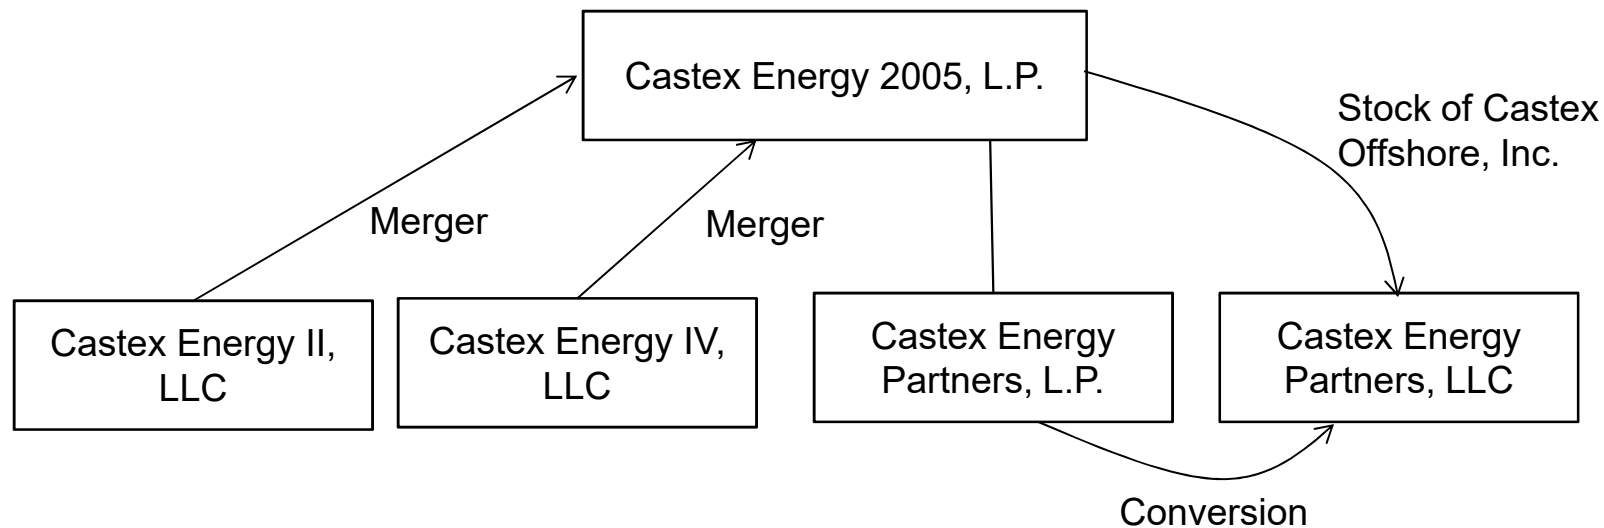 Castex Energy 2005, L.P.
Stock of Castex
Offshore, Inc.
Merger
Merger
Castex Energy II,
LLC
Castex Energy IV,
LLC
Castex Energy
Partners, L.P.
Castex Energy
Partners, LLC
Conversion